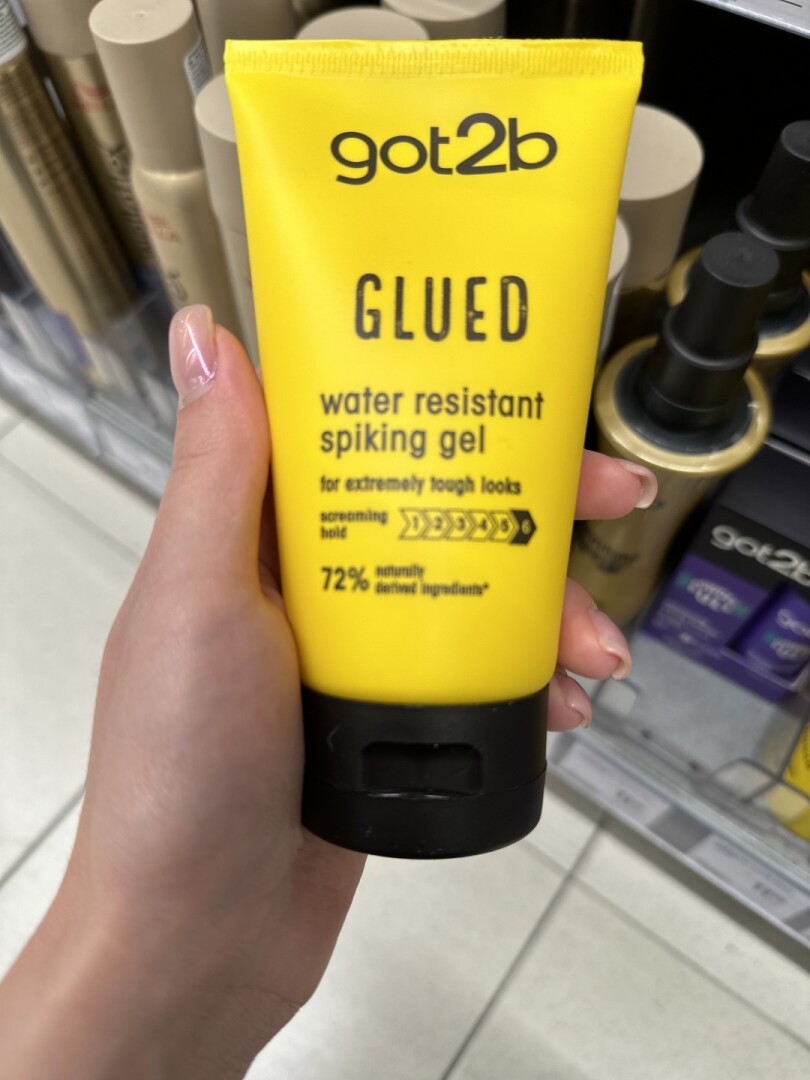 got2b
GLUED
water resistant
spiking gel
for extremely tough looks
screaming
hold
1 2 3 4 5 6
72% naturally
derived ingredients*
got2b